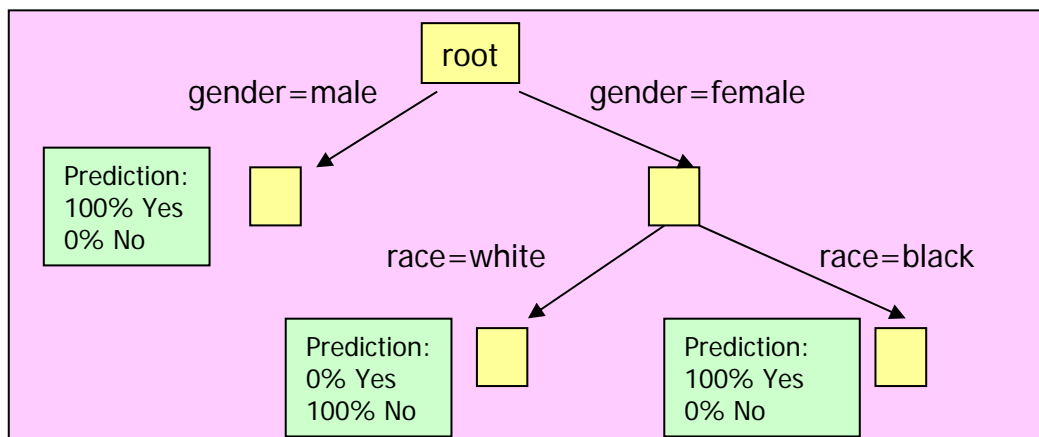 root
gender=male
gender=female
Prediction:
100% Yes
0% No
race=white
race=black
Prediction:
0% Yes
100% No
Prediction:
100% Yes
0% No